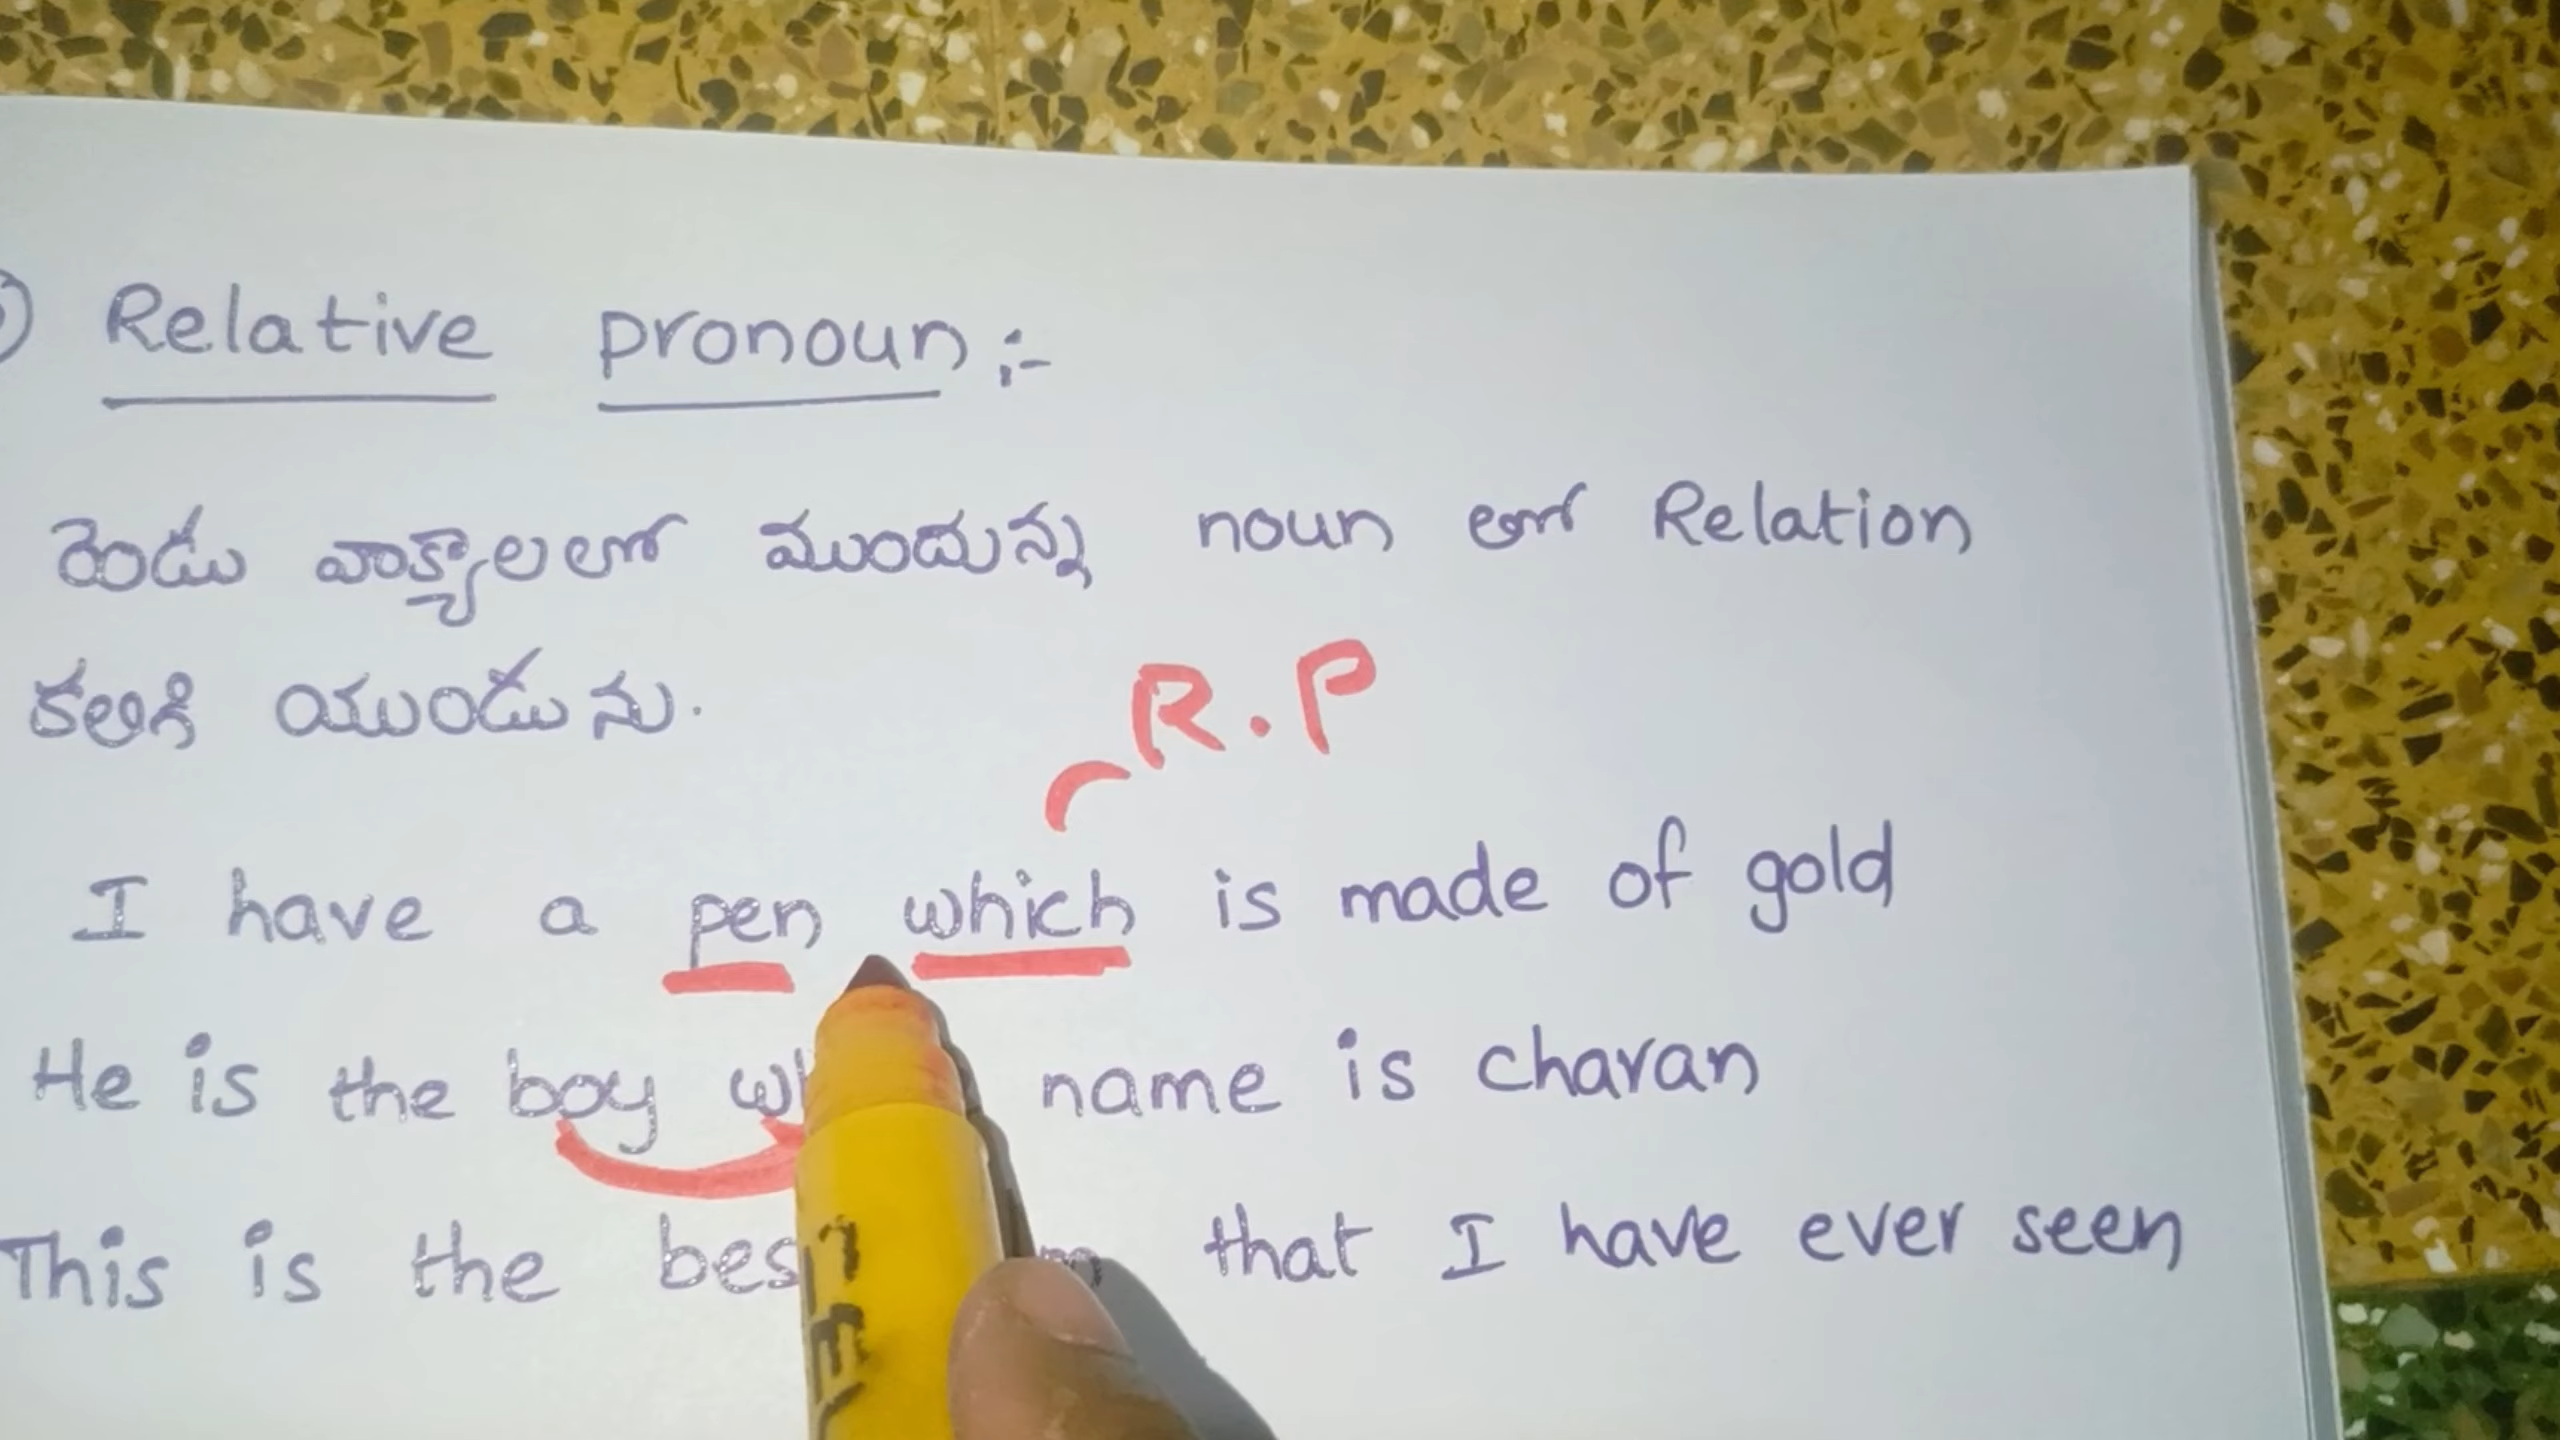 Relative pronoun :-
రెండు వాక్యాలలో ముందున్న noun తో Relation
కలిగి యుండును.
R.P
I have a pen which is made of gold
He is the boy name is charan
This is the that I have ever seen